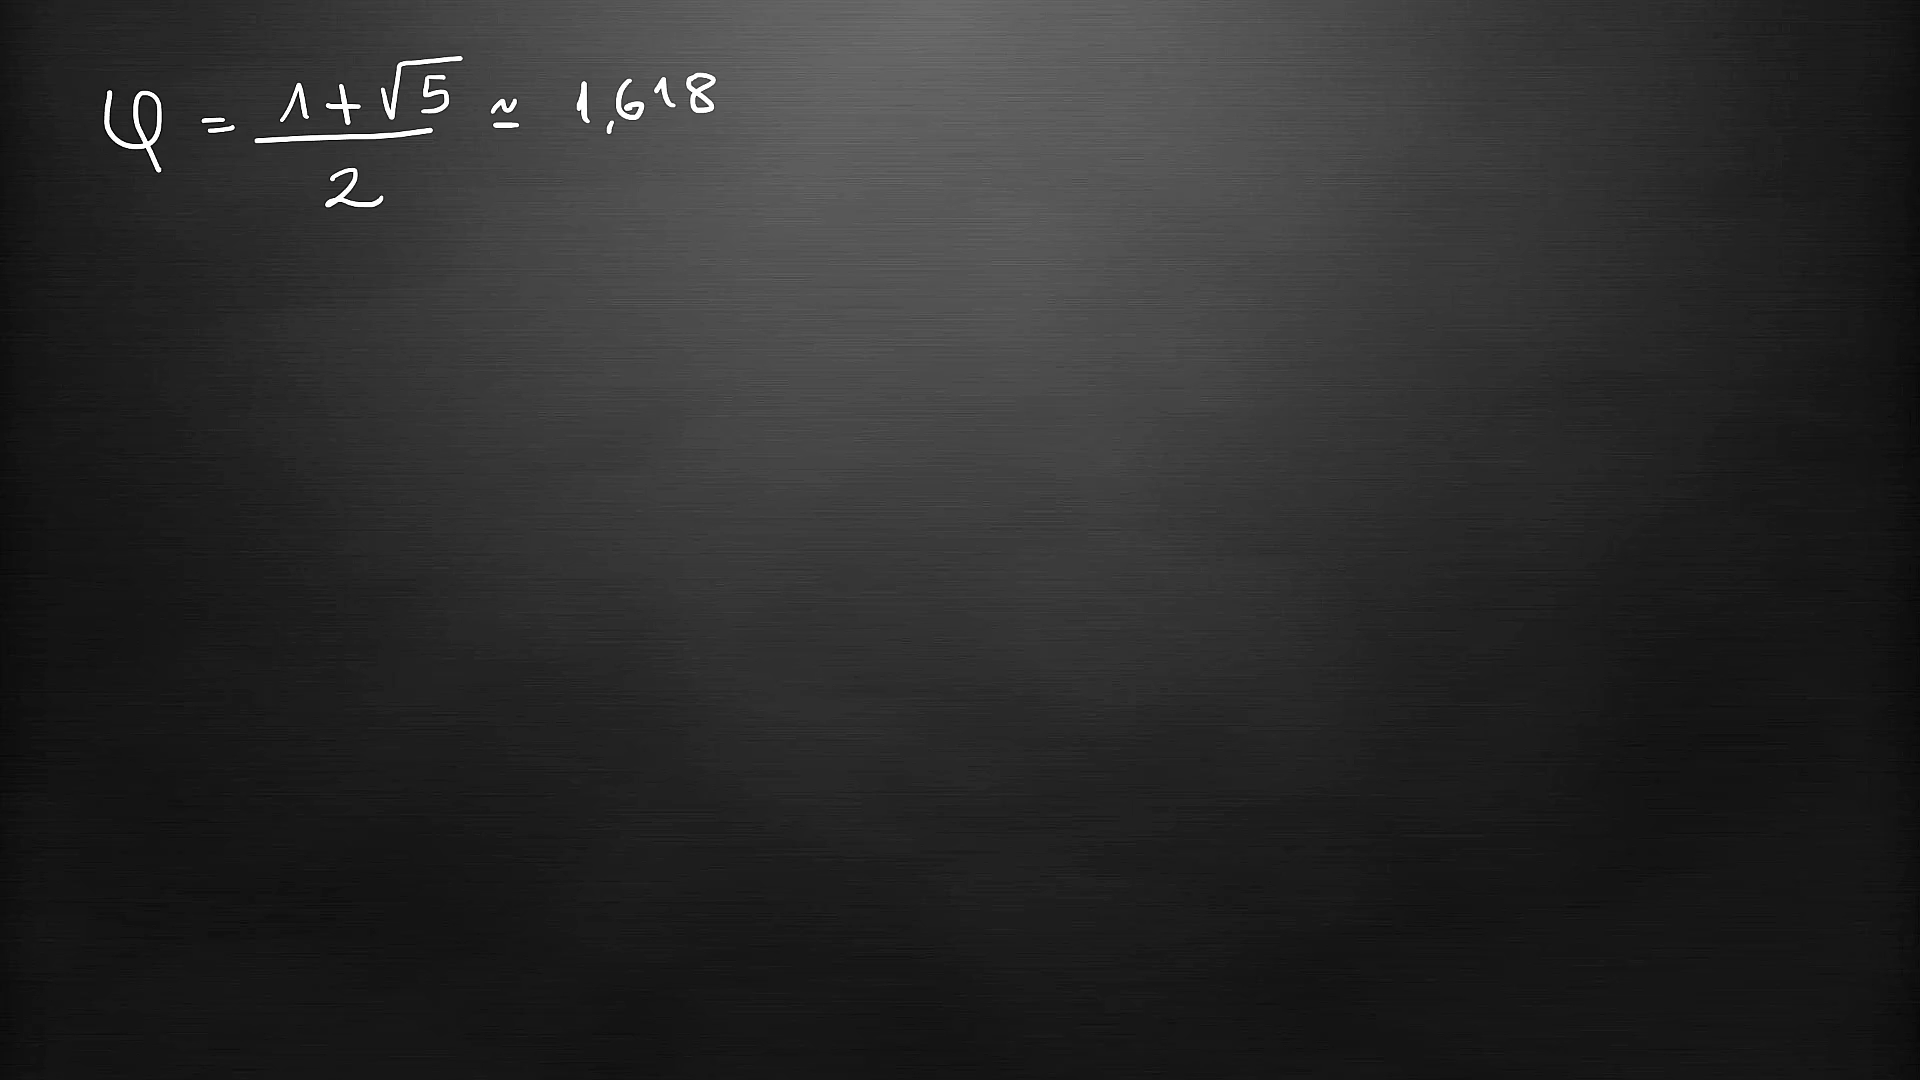 φ = (1+√5)/2 ≃ 1,618